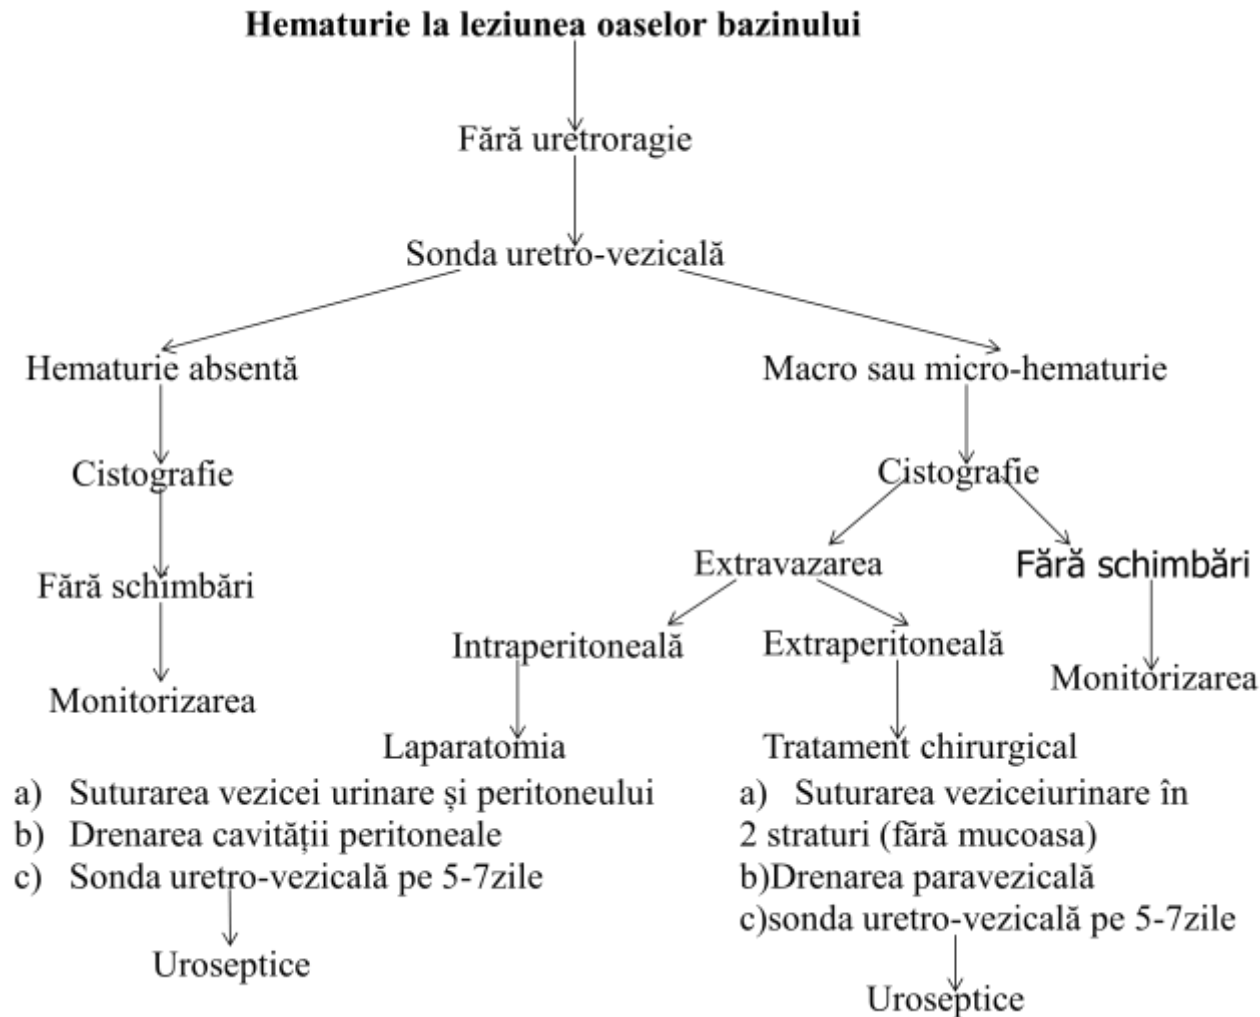 Hematurie la leziunea oaselor bazinului
Fără uretroragie
Sonda uretro-vezicală
Hematurie absentă
Macro sau micro-hematurie
Cistografie
Cistografie
Extravazarea
Fără schimbări
Fără schimbări
Intraperitoneală
Extraperitoneală
Monitorizarea
Monitorizarea
Laparatomia
a) Suturarea vezicei urinare și peritoneului
b) Drenarea cavității peritoneale
c) Sonda uretro-vezicală pe 5-7zile
Uroseptice
Tratament chirurgical
a) Suturarea veziceiurinare în
2 straturi (fără mucoasa)
b)Drenarea paravezicală
c)sonda uretro-vezicală pe 5-7zile
Uroseptice